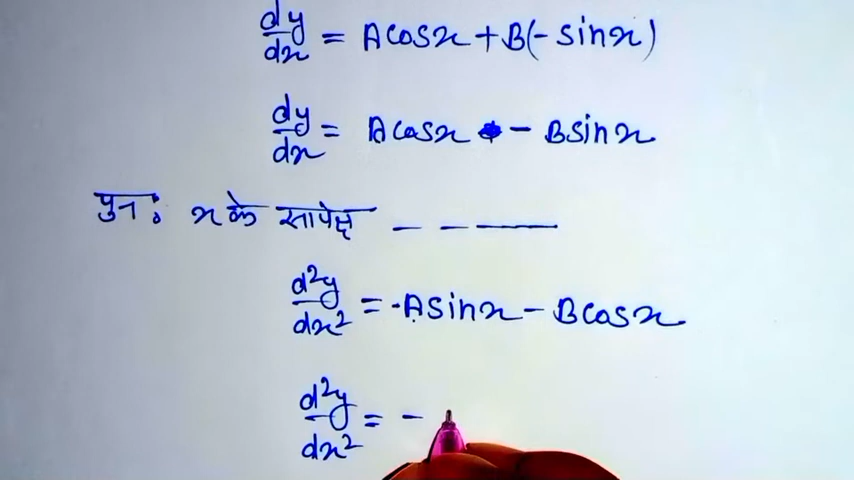 dy/dx = Acosx + B(- sinx)
dy/dx = Acosx - Bsinx
पुनः x के सापेक्ष — — ——
d²y/dx² = -Asinx - Bcosx
d²y/dx² = -